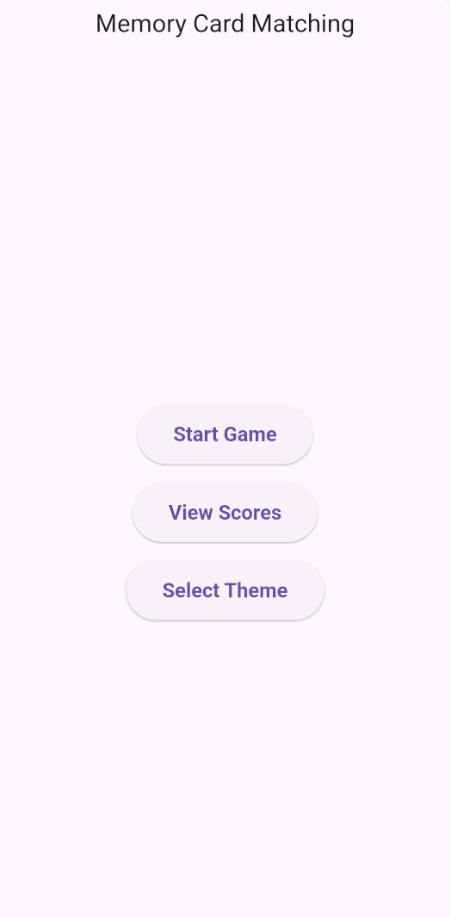 Memory Card Matching
Start Game
View Scores
Select Theme